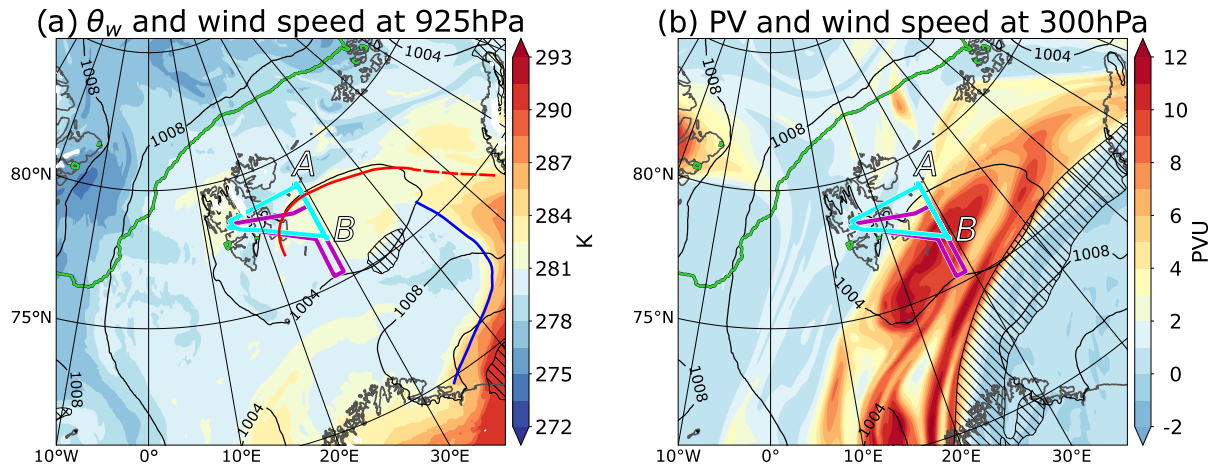 (a) θw and wind speed at 925hPa
(b) PV and wind speed at 300hPa
1008
1004
1008
80°N
75°N
A
B
1004
1008
1008
1004
10°W
0°
10°E
20°E
30°E
293
290
287
284
281
278
275
272
K
1008
1004
1008
80°N
75°N
A
B
1004
1008
1008
1004
10°W
0°
10°E
20°E
30°E
12
10
8
6
4
2
0
-2
PVU